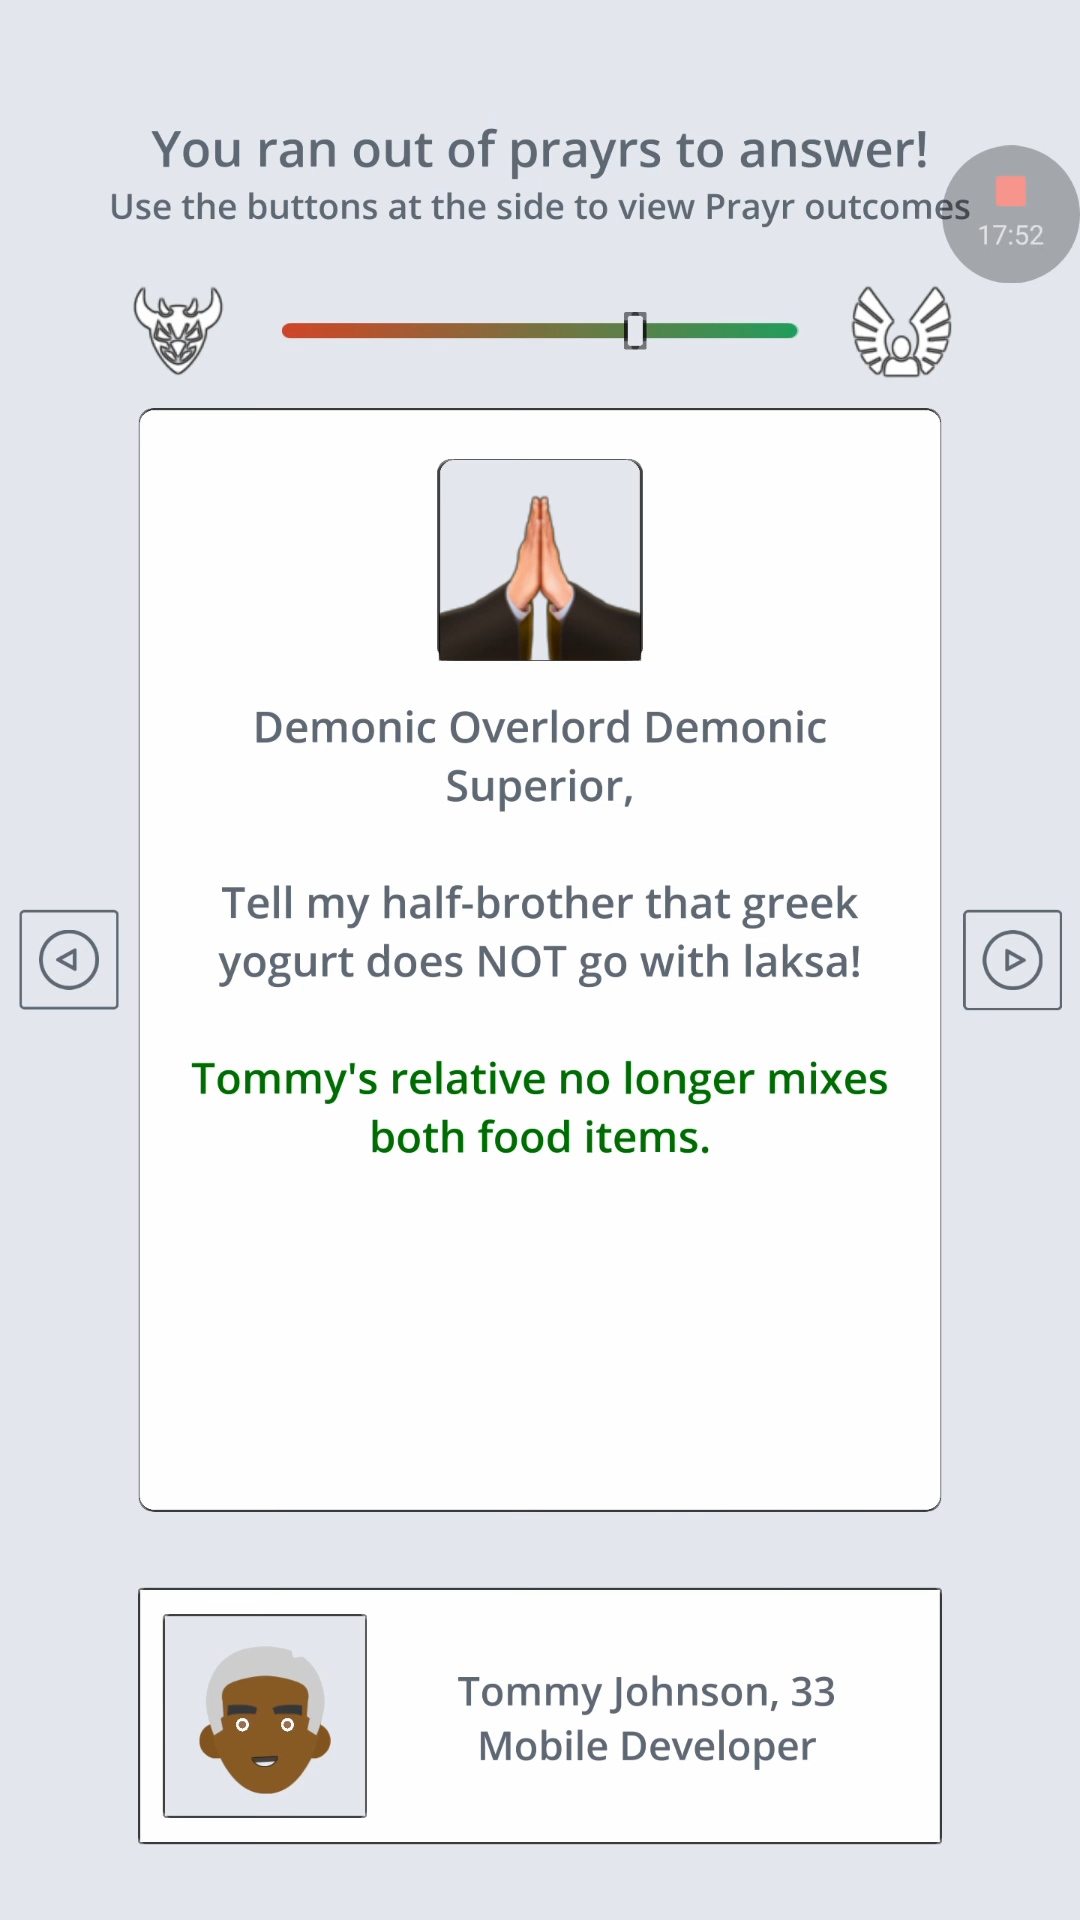 You ran out of prayrs to answer!
Use the buttons at the side to view Prayr outcomes
17:52
Demonic Overlord Demonic
Superior,
Tell my half-brother that greek
yogurt does NOT go with laksa!
Tommy's relative no longer mixes
both food items.
Tommy Johnson, 33
Mobile Developer